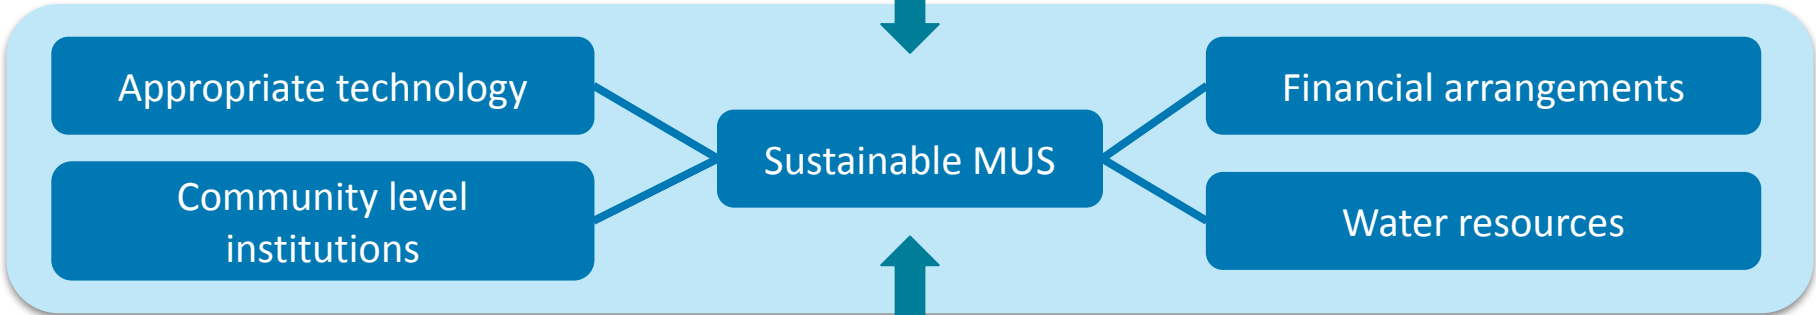 Appropriate technology
Community level
institutions
Sustainable MUS
Financial arrangements
Water resources